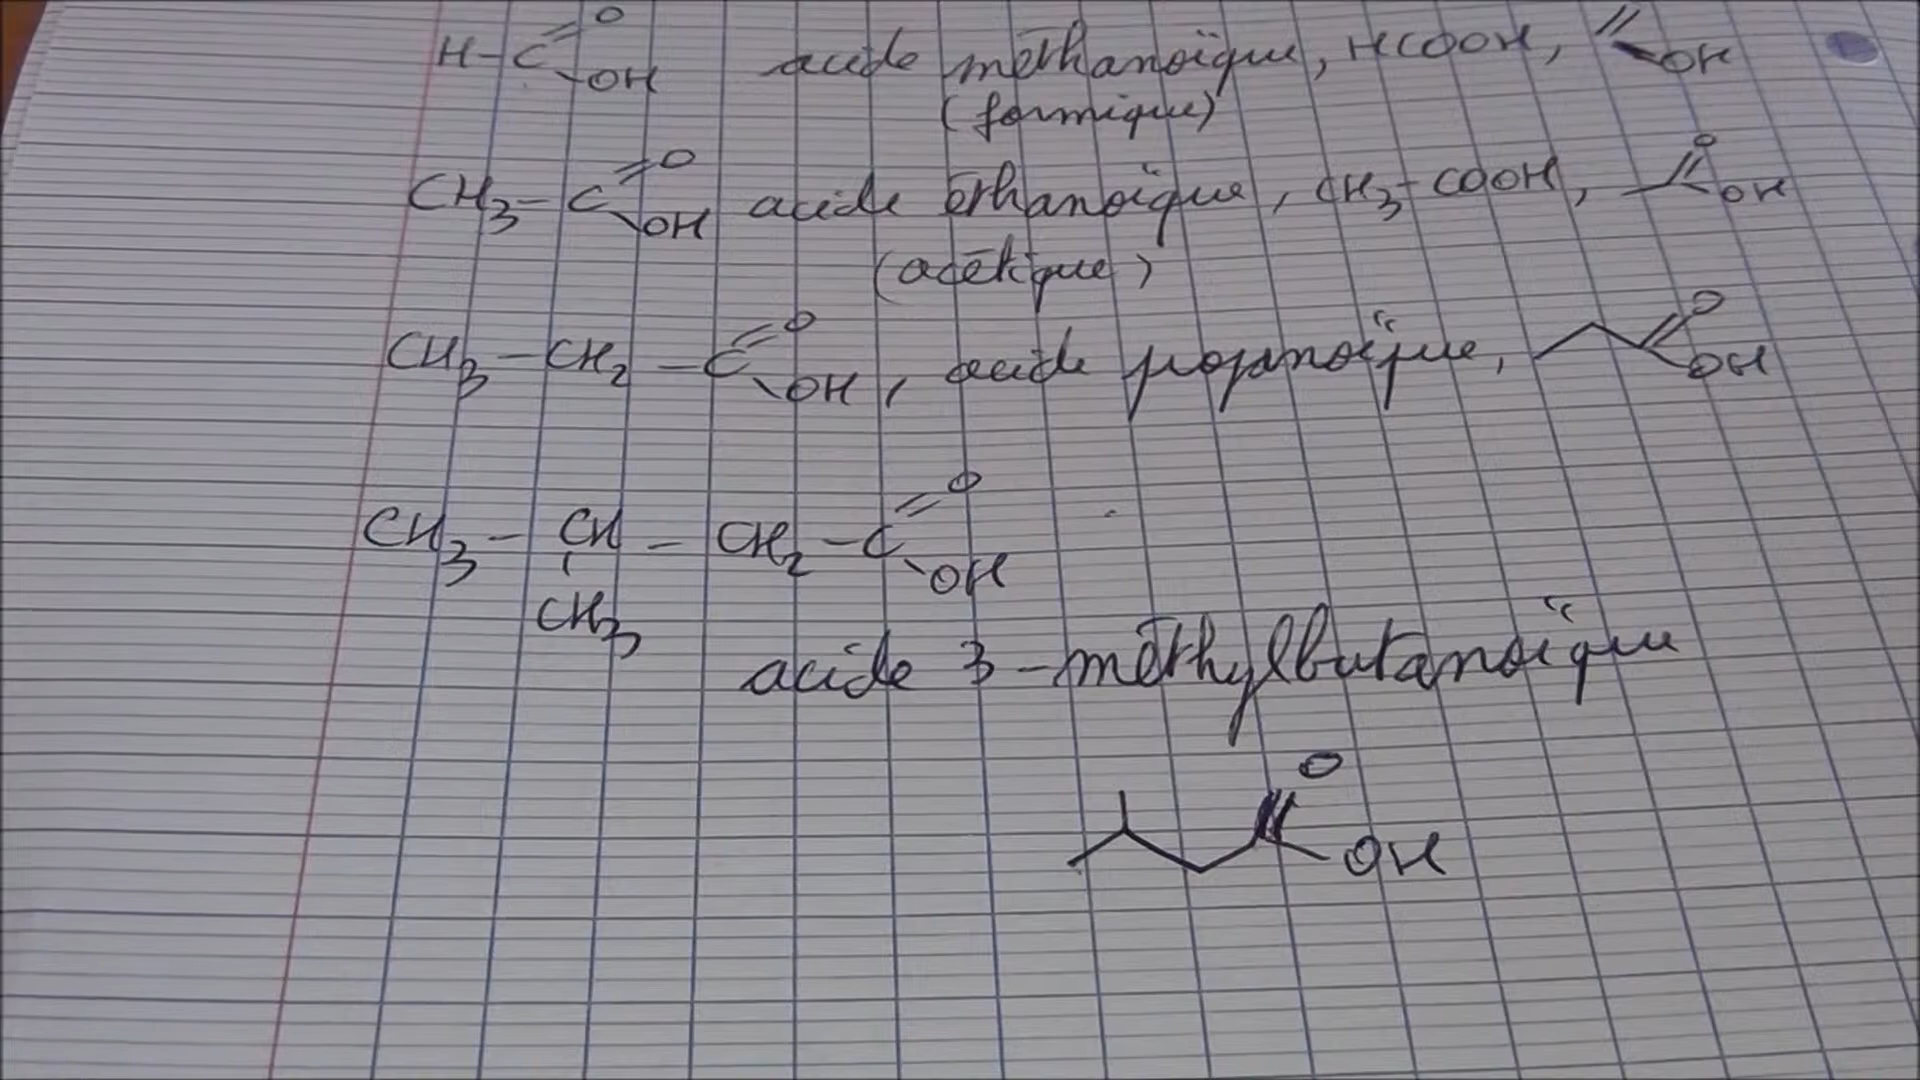 H-C=O OH acide méthanoïque, HCOOH, OH
(formique)
CH3-C=O OH acide éthanoïque, CH3-COOH, O OH
(acétique)
CH3-CH2-C=O OH, acide propanoïque, O OH
CH3-CH-CH2-C=O OH
CH3
acide 3-méthylbutanoïque
O
OH